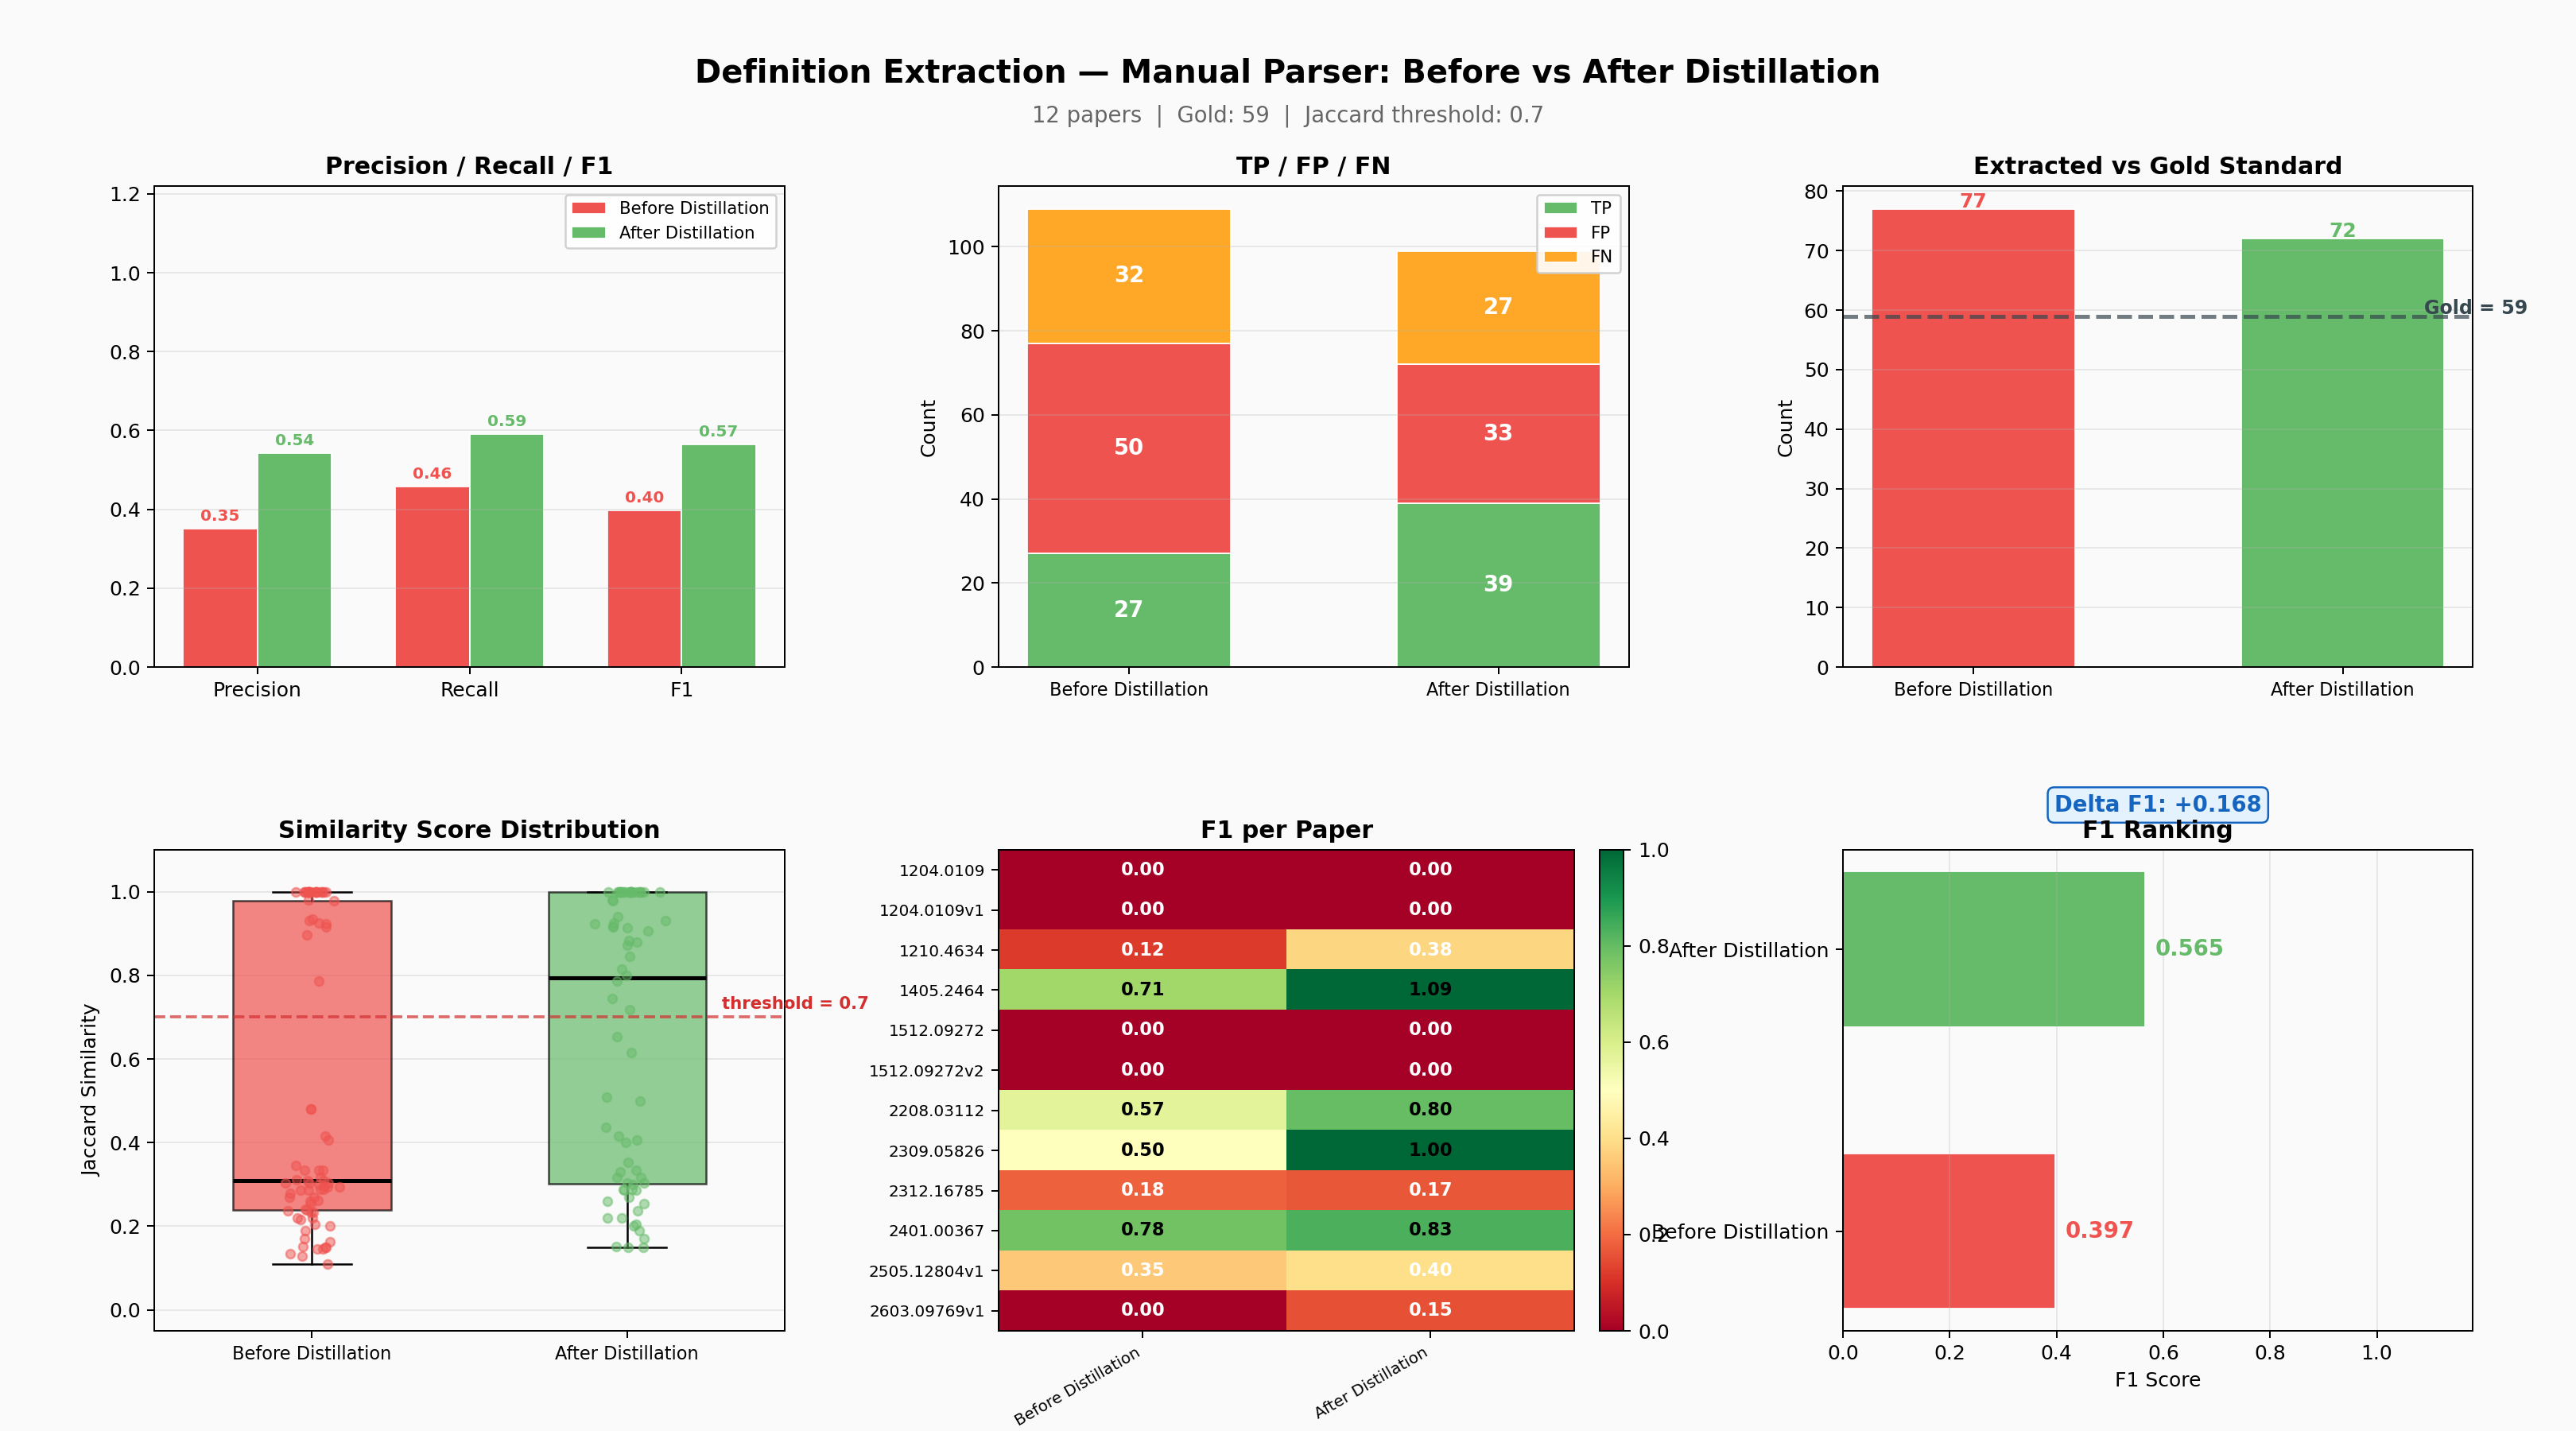 Definition Extraction — Manual Parser: Before vs After Distillation
12 papers | Gold: 59 | Jaccard threshold: 0.7
Precision / Recall / F1
1.2
1.0
0.8
0.6
0.4
0.2
0.0
Before Distillation
After Distillation
0.35
0.54
0.46
0.59
0.40
0.57
Precision
Recall
F1
TP / FP / FN
Count
100
80
60
40
20
0
TP
FP
FN
32
50
27
27
33
39
Before Distillation
After Distillation
Extracted vs Gold Standard
Count
80
70
60
50
40
30
20
10
0
77
72
Gold = 59
Before Distillation
After Distillation
Similarity Score Distribution
Jaccard Similarity
1.0
0.8
0.6
0.4
0.2
0.0
threshold = 0.7
Before Distillation
After Distillation
F1 per Paper
1204.0109 0.00 0.00
1204.0109v1 0.00 0.00
1210.4634 0.12 0.38
1405.2464 0.71 1.09
1512.09272 0.00 0.00
1512.09272v2 0.00 0.00
2208.03112 0.57 0.80
2309.05826 0.50 1.00
2312.16785 0.18 0.17
2401.00367 0.78 0.83
2505.12804v1 0.35 0.40
2603.09769v1 0.00 0.15
Before Distillation
After Distillation
1.0
0.8
0.6
0.4
0.2
0.0
Delta F1: +0.168
F1 Ranking
After Distillation
0.565
Before Distillation
0.397
0.0
0.2
0.4
0.6
0.8
1.0
F1 Score